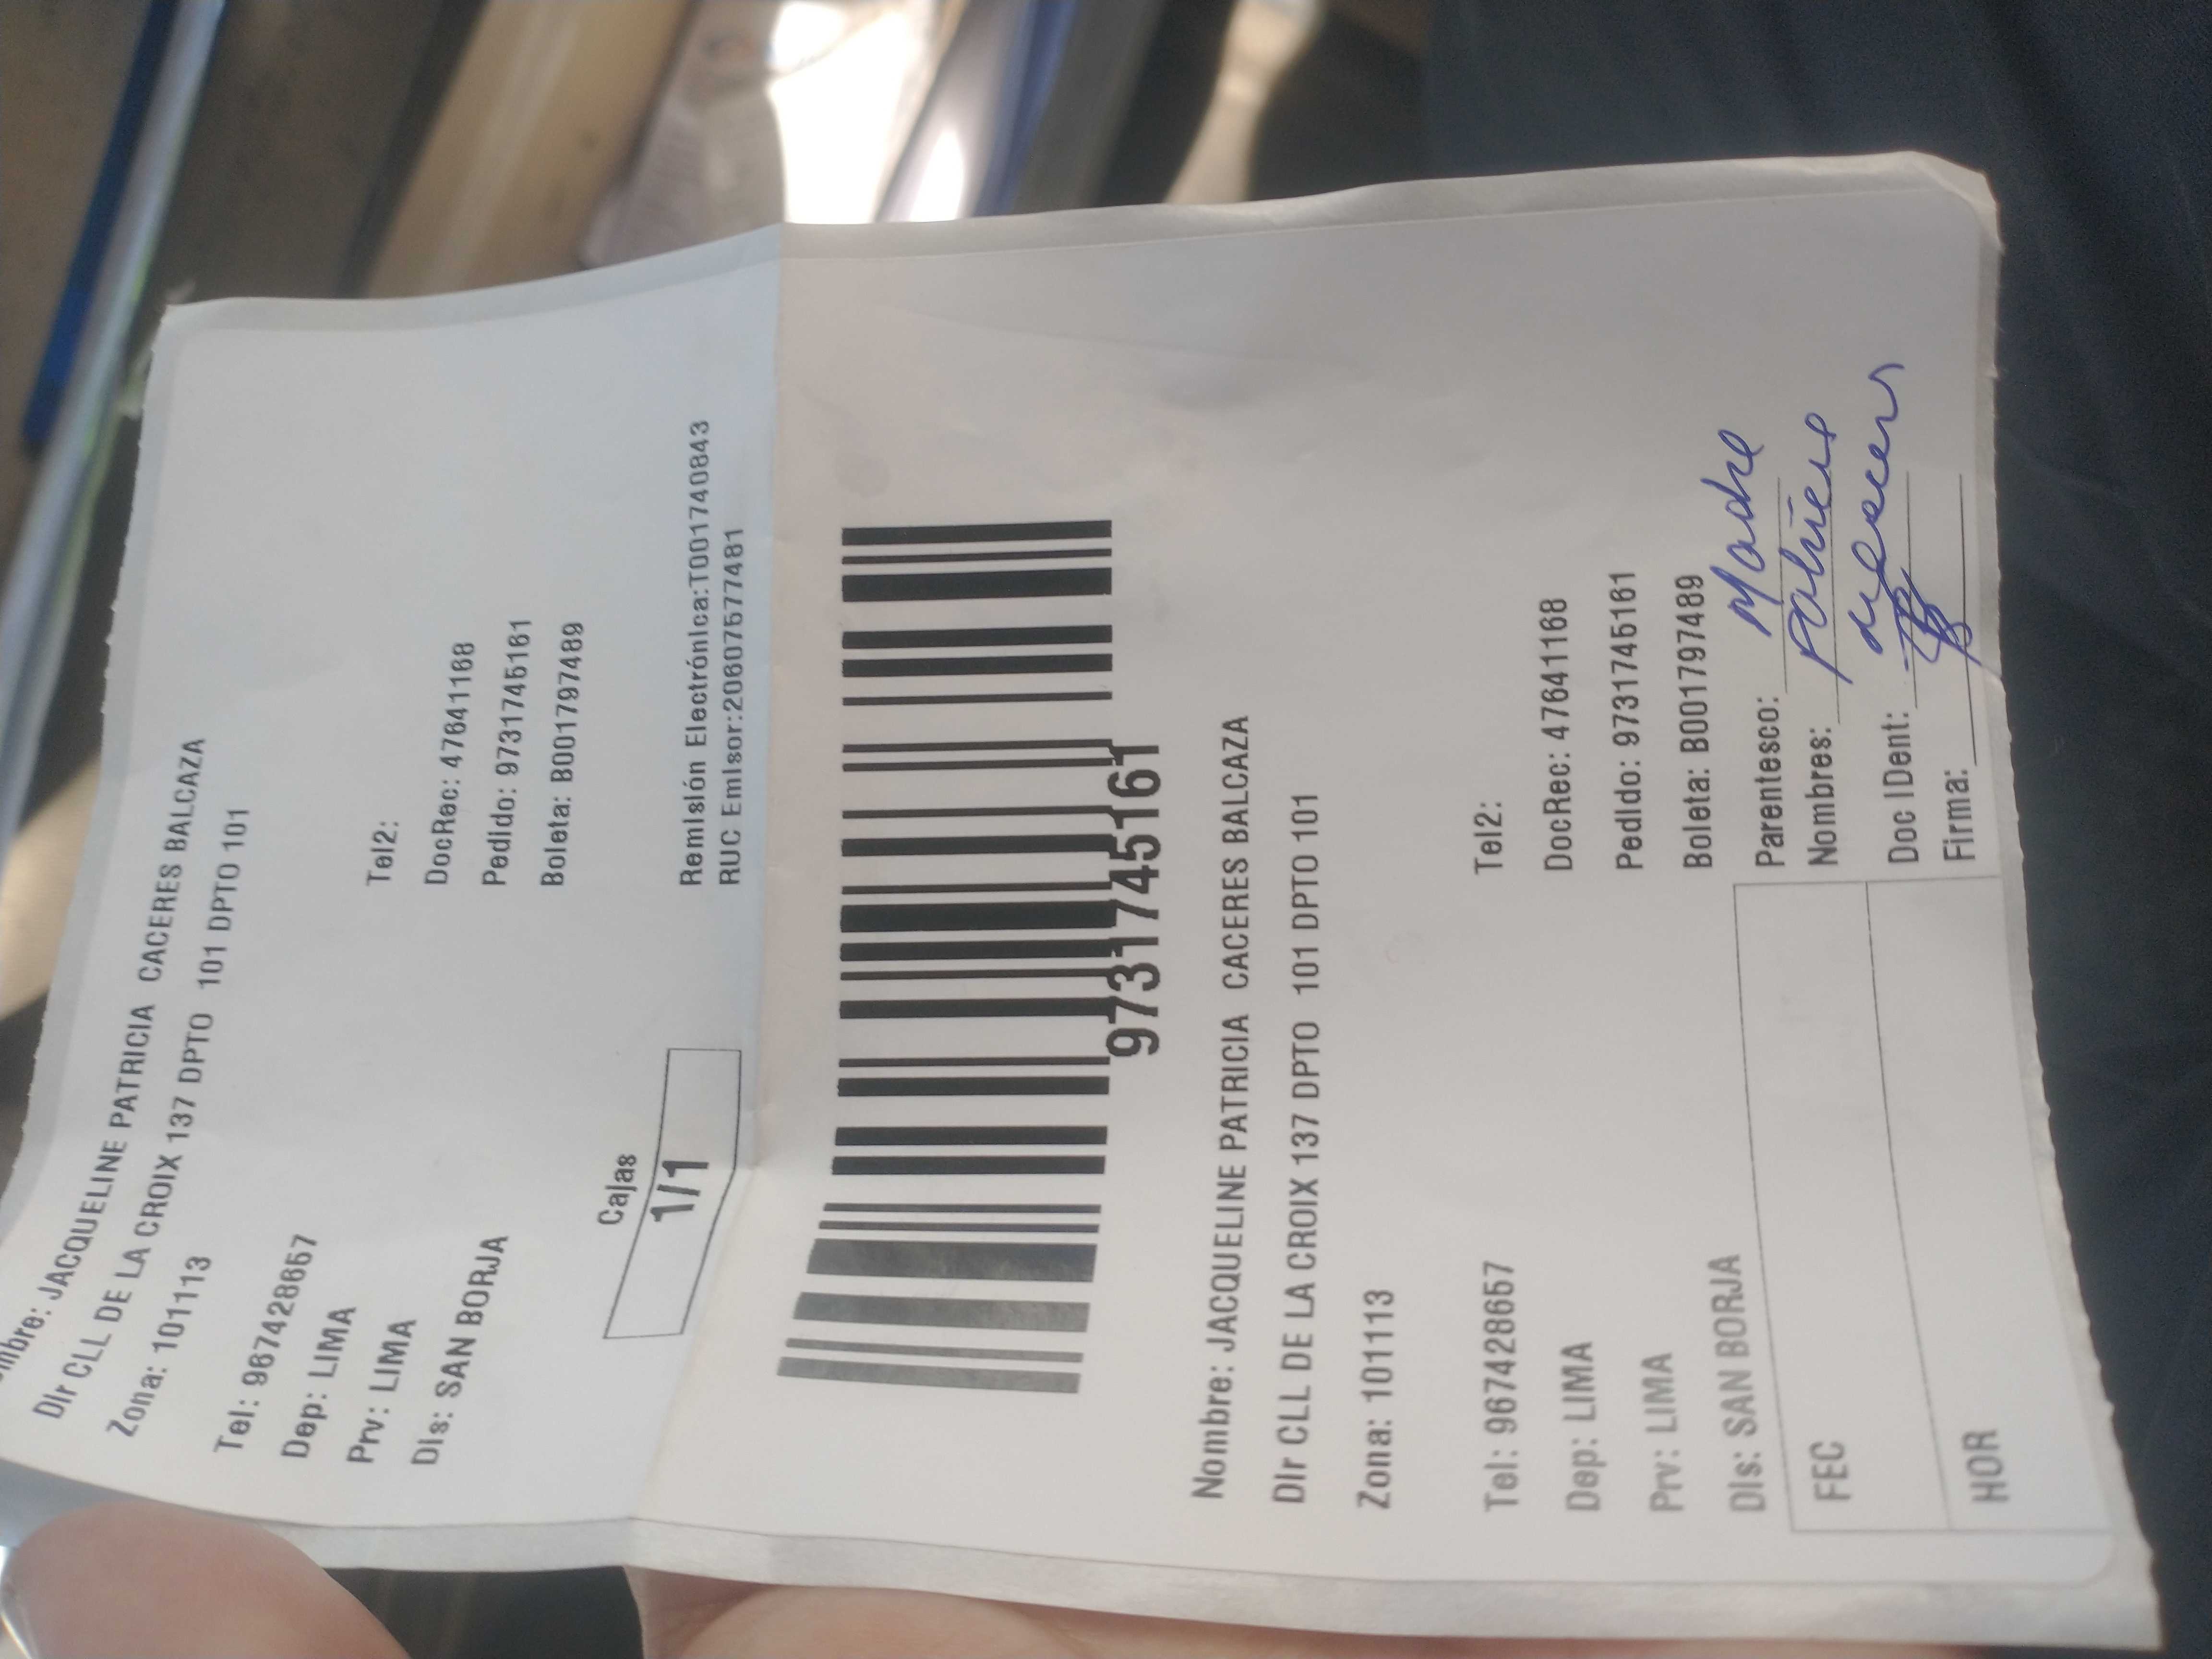 mbre: JACQUELINE PATRICIA CACERES BALCAZA
DIr CLL DE LA CROIX 137 DPTO 101 DPTO 101
Zona: 101113
Tel: 967428657
Tel2:
Dep: LIMA
DocRec: 47641168
Prv: LIMA
PedIdo: 9731745161
DIs: SAN BORJA
Boleta: B001797489
Cajas
1/1
RemIsIón ElectrónIca:T001740843
RUC EmIsor:20607577481
9731745161
Nombre: JACQUELINE PATRICIA CACERES BALCAZA
DIr CLL DE LA CROIX 137 DPTO 101 DPTO 101
Zona: 101113
Tel: 967428657
Tel2:
Dep: LIMA
DocRec: 47641168
Prv: LIMA
PedIdo: 9731745161
DIs: SAN BORJA
Boleta: B001797489
FEC
Parentesco: Madre
Nombres:
HOR
Doc IDent:
Firma: